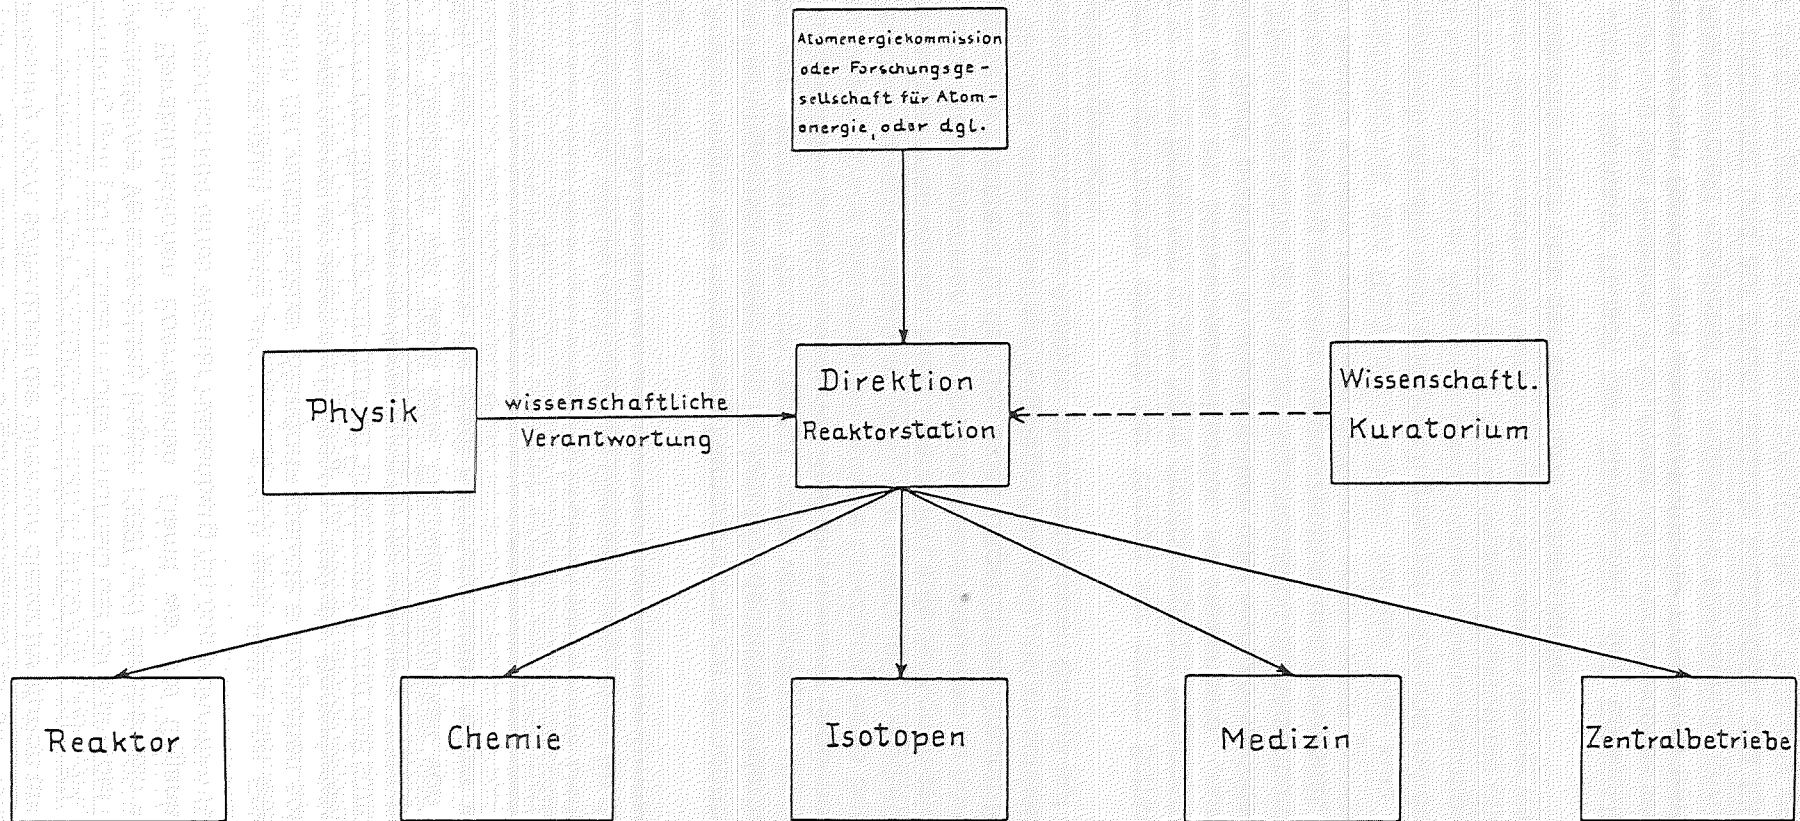 Atomenergiekommission
oder Forschungsge-
sellschaft für Atom-
energie, oder dgl.
Physik
wissenschaftliche
Verantwortung
Direktion
Reaktorstation
Wissenschaftl.
Kuratorium
Reaktor
Chemie
Isotopen
Medizin
Zentralbetriebe